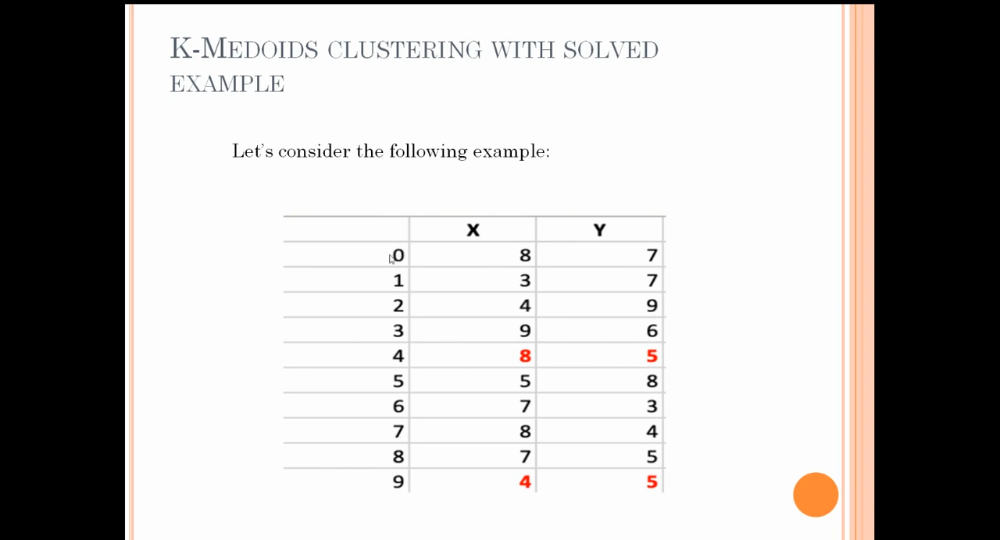 K-Medoids clustering with solved
example
Let's consider the following example:
X Y
0 8 7
1 3 7
2 4 9
3 9 6
4 8 5
5 5 8
6 7 3
7 8 4
8 7 5
9 4 5